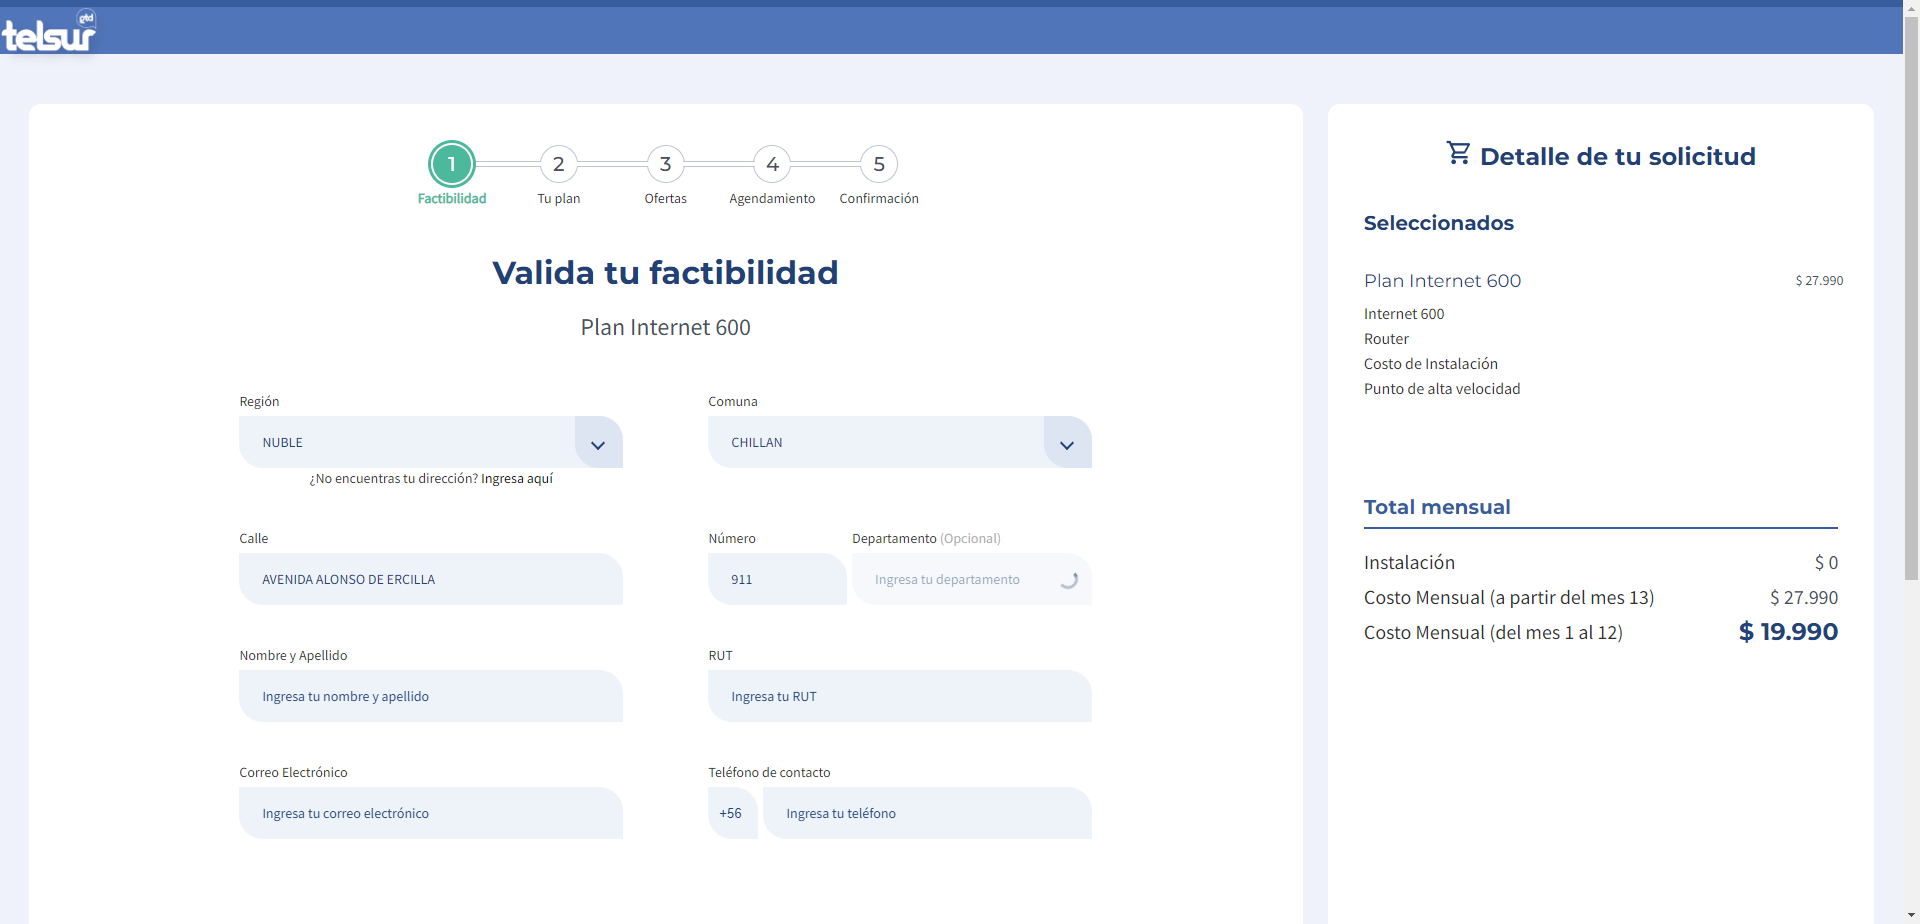 gtd
telsur
1
2
3
4
5
Factibilidad
Tu plan
Ofertas
Agendamiento
Confirmación
Valida tu factibilidad
Plan Internet 600
Región
Comuna
NUBLE
CHILLAN
¿No encuentras tu dirección? Ingresa aquí
Calle
Número
Departamento (Opcional)
AVENIDA ALONSO DE ERCILLA
911
Ingresa tu departamento
Nombre y Apellido
RUT
Ingresa tu nombre y apellido
Ingresa tu RUT
Correo Electrónico
Teléfono de contacto
Ingresa tu correo electrónico
+56
Ingresa tu teléfono
Detalle de tu solicitud
Seleccionados
Plan Internet 600 $ 27.990
Internet 600
Router
Costo de Instalación
Punto de alta velocidad
Total mensual
Instalación $ 0
Costo Mensual (a partir del mes 13) $ 27.990
Costo Mensual (del mes 1 al 12) $ 19.990